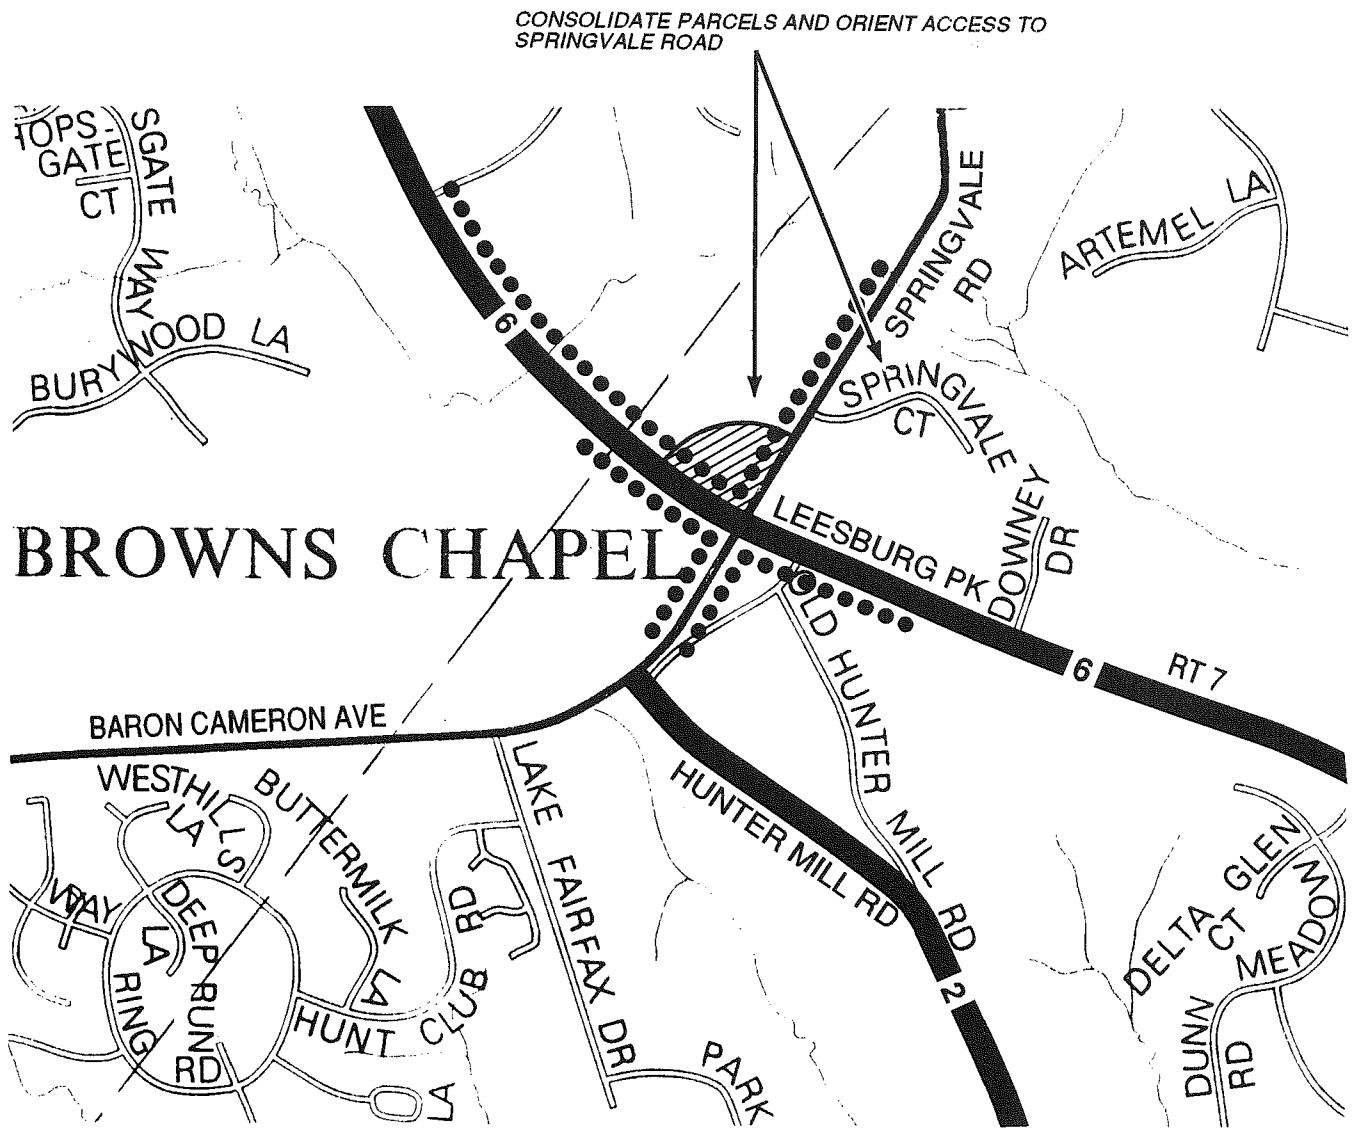 CONSOLIDATE PARCELS AND ORIENT ACCESS TO
SPRINGVALE ROAD
GATE
CT
SGATE WAY
BURYWOOD LA
SPRINGVALE
RD
ARTEMEL LA
SPRINGVALE
CT
6
BROWNS CHAPEL
LEESBURG PK
DOWNEY
DR
OLD HUNTER MILL RD
6
RT 7
BARON CAMERON AVE
HUNTER MILL RD
2
WESTHILLS
LA
BUTTERMILK
LA
LAKE FAIRFAX DR
WAY
DEEP RUN
LA
RING
RD
HUNT CLUB
RD
LA
PARK
DELTA GLEN
CT
DUNN MEADOW
RD